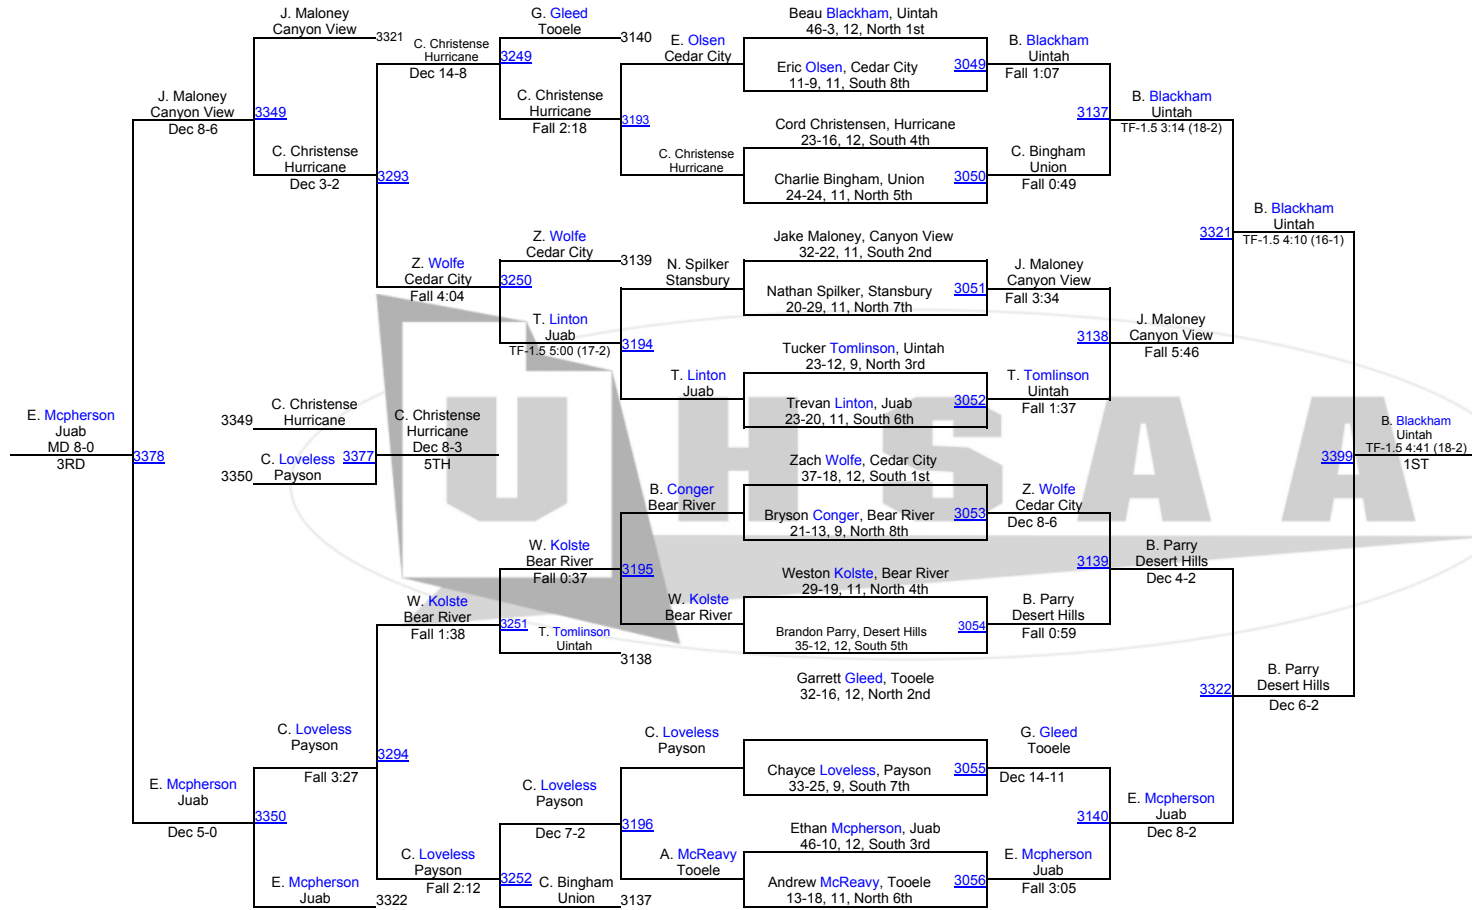 J. Maloney
Canyon View
3321
G. Gleed
Tooele
3140
C. Christense
Hurricane
Dec 14-8
3249
E. Olsen
Cedar City
Beau Blackham, Uintah
46-3, 12, North 1st
Eric Olsen, Cedar City
11-9, 11, South 8th
3049
B. Blackham
Uintah
Fall 1:07
J. Maloney
Canyon View
Dec 8-6
3349
C. Christense
Hurricane
Fall 2:18
3193
Cord Christensen, Hurricane
23-16, 12, South 4th
3137
B. Blackham
Uintah
TF-1.5 3:14 (18-2)
C. Christense
Hurricane
Dec 3-2
3293
C. Christense
Hurricane
Charlie Bingham, Union
24-24, 11, North 5th
3050
C. Bingham
Union
Fall 0:49
Z. Wolfe
Cedar City
3139
Z. Wolfe
Cedar City
Fall 4:04
3250
N. Spilker
Stansbury
Jake Maloney, Canyon View
32-22, 11, South 2nd
Nathan Spilker, Stansbury
20-29, 11, North 7th
3051
J. Maloney
Canyon View
Fall 3:34
3321
B. Blackham
Uintah
TF-1.5 4:10 (16-1)
T. Linton
Juab
TF-1.5 5:00 (17-2)
3194
Tucker Tomlinson, Uintah
23-12, 9, North 3rd
3138
J. Maloney
Canyon View
Fall 5:46
T. Linton
Juab
Trevan Linton, Juab
23-20, 11, South 6th
3052
T. Tomlinson
Uintah
Fall 1:37
E. Mcpherson
Juab
MD 8-0
3RD
3378
3349
C. Christense
Hurricane
C. Loveless
Payson
3350
3377
C. Christense
Hurricane
Dec 8-3
5TH
3399
B. Blackham
Uintah
TF-1.5 4:41 (18-2)
1ST
UHSAA
B. Conger
Bear River
Zach Wolfe, Cedar City
37-18, 12, South 1st
Bryson Conger, Bear River
21-13, 9, North 8th
3053
Z. Wolfe
Cedar City
Dec 8-6
W. Kolste
Bear River
Fall 0:37
3195
Weston Kolste, Bear River
29-19, 11, North 4th
3139
B. Parry
Desert Hills
Dec 4-2
W. Kolste
Bear River
Fall 1:38
3251
T. Tomlinson
Uintah
3138
W. Kolste
Bear River
Brandon Parry, Desert Hills
35-12, 12, South 5th
3054
B. Parry
Desert Hills
Fall 0:59
Garrett Gleed, Tooele
32-16, 12, North 2nd
3322
B. Parry
Desert Hills
Dec 6-2
C. Loveless
Payson
Fall 3:27
3294
C. Loveless
Payson
Chayce Loveless, Payson
33-25, 9, South 7th
3055
G. Gleed
Tooele
Dec 14-11
E. Mcpherson
Juab
Dec 5-0
3350
C. Loveless
Payson
Dec 7-2
3196
Ethan Mcpherson, Juab
46-10, 12, South 3rd
3140
E. Mcpherson
Juab
Dec 8-2
C. Loveless
Payson
Fall 2:12
3252
A. McReavy
Tooele
Andrew McReavy, Tooele
13-18, 11, North 6th
3056
E. Mcpherson
Juab
Fall 3:05
E. Mcpherson
Juab
3322
C. Bingham
Union
3137